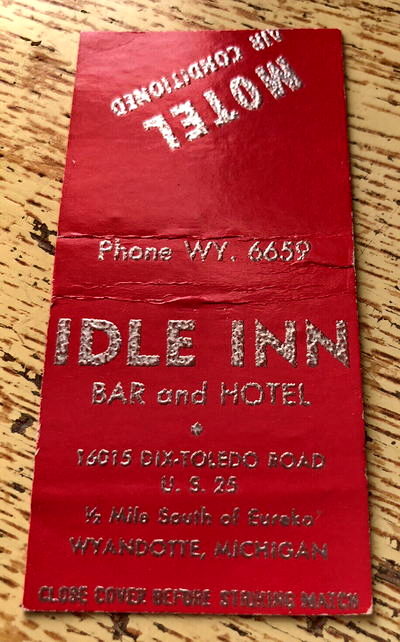 AIR CONDITIONED
MOTEL
Phone WY. 6659
IDLE INN
BAR and HOTEL
16015 DIX-TOLEDO ROAD
U. S. 25
½ Mile South of Eureka
WYANDOTTE, MICHIGAN
CLOSE COVER BEFORE STRIKING MATCH